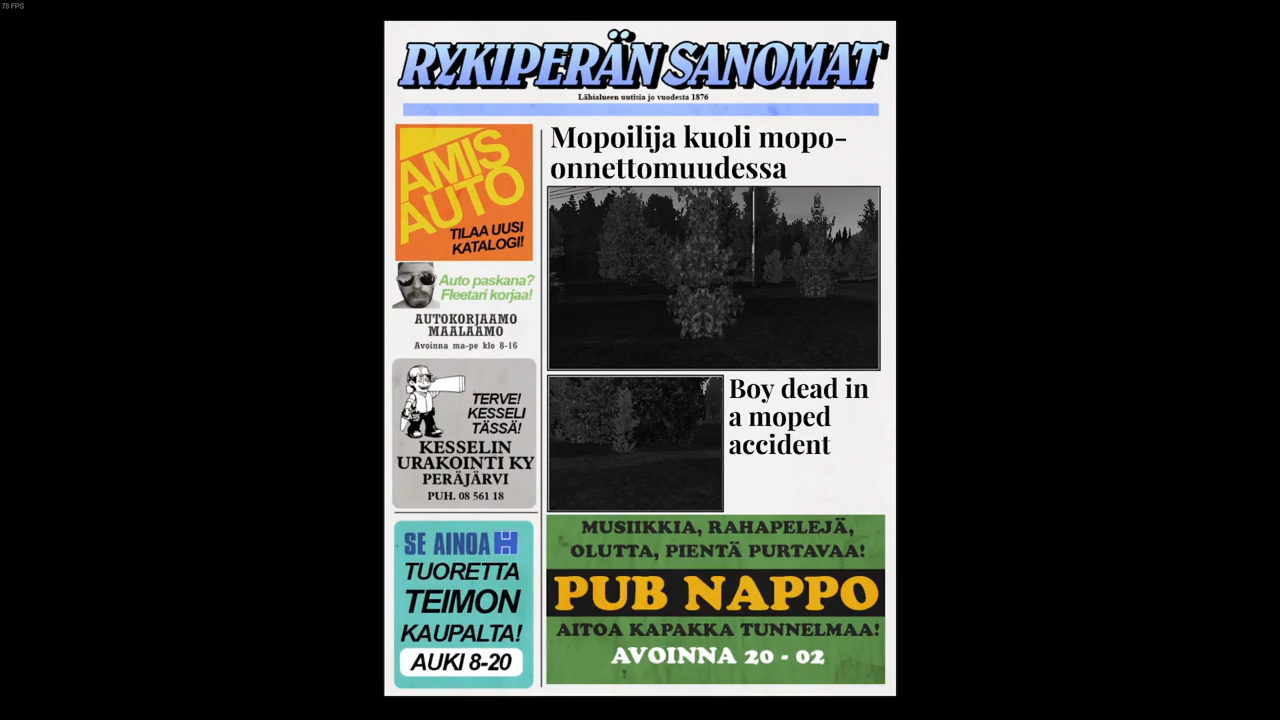 78 FPS
RYKIPERÄN SANOMAT
Lähialueen uutisia jo vuodesta 1876
AMIS
AUTO
TILAA UUSI
KATALOGI!
Auto paskana?
Fleetari korjaa!
AUTOKORJAAMO
MAALAAMO
Avoinna ma-pe klo 8-16
TERVE!
KESSELI
TÄSSÄ!
KESSELIN
URAKOINTI KY
PERÄJÄRVI
PUH. 08 561 18
SE AINOA
TUORETTA
TEIMON
KAUPALTA!
AUKI 8-20
Mopoilija kuoli mopo-
onnettomuudessa
Boy dead in
a moped
accident
MUSIIKKIA, RAHAPELEJÄ,
OLUTTA, PIENTÄ PURTAVAA!
PUB NAPPO
AITOA KAPAKKA TUNNELMAA!
AVOINNA 20 - 02